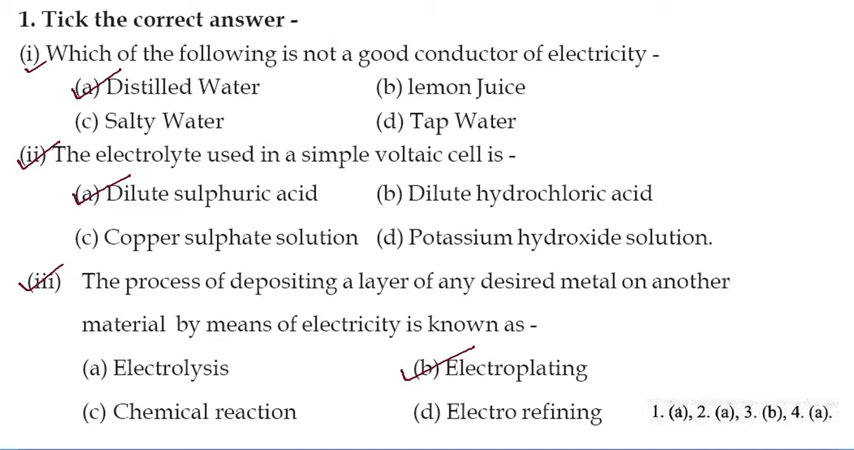 1. Tick the correct answer -
(i) Which of the following is not a good conductor of electricity -
(a) Distilled Water (b) lemon Juice
(c) Salty Water (d) Tap Water
(ii) The electrolyte used in a simple voltaic cell is -
(a) Dilute sulphuric acid (b) Dilute hydrochloric acid
(c) Copper sulphate solution (d) Potassium hydroxide solution.
(iii) The process of depositing a layer of any desired metal on another
material by means of electricity is known as -
(a) Electrolysis (b) Electroplating
(c) Chemical reaction (d) Electro refining 1. (a), 2. (a), 3. (b), 4. (a).